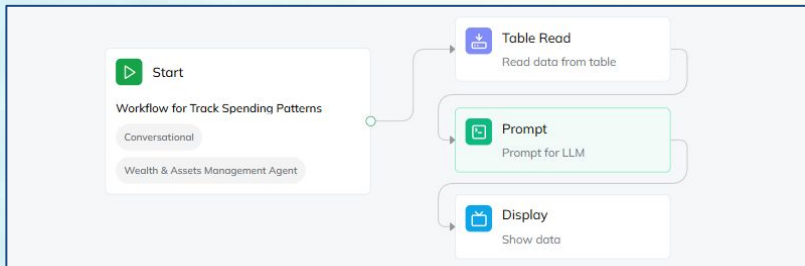 Start
Workflow for Track Spending Patterns
Conversational
Wealth & Assets Management Agent
Table Read
Read data from table
Prompt
Prompt for LLM
Display
Show data